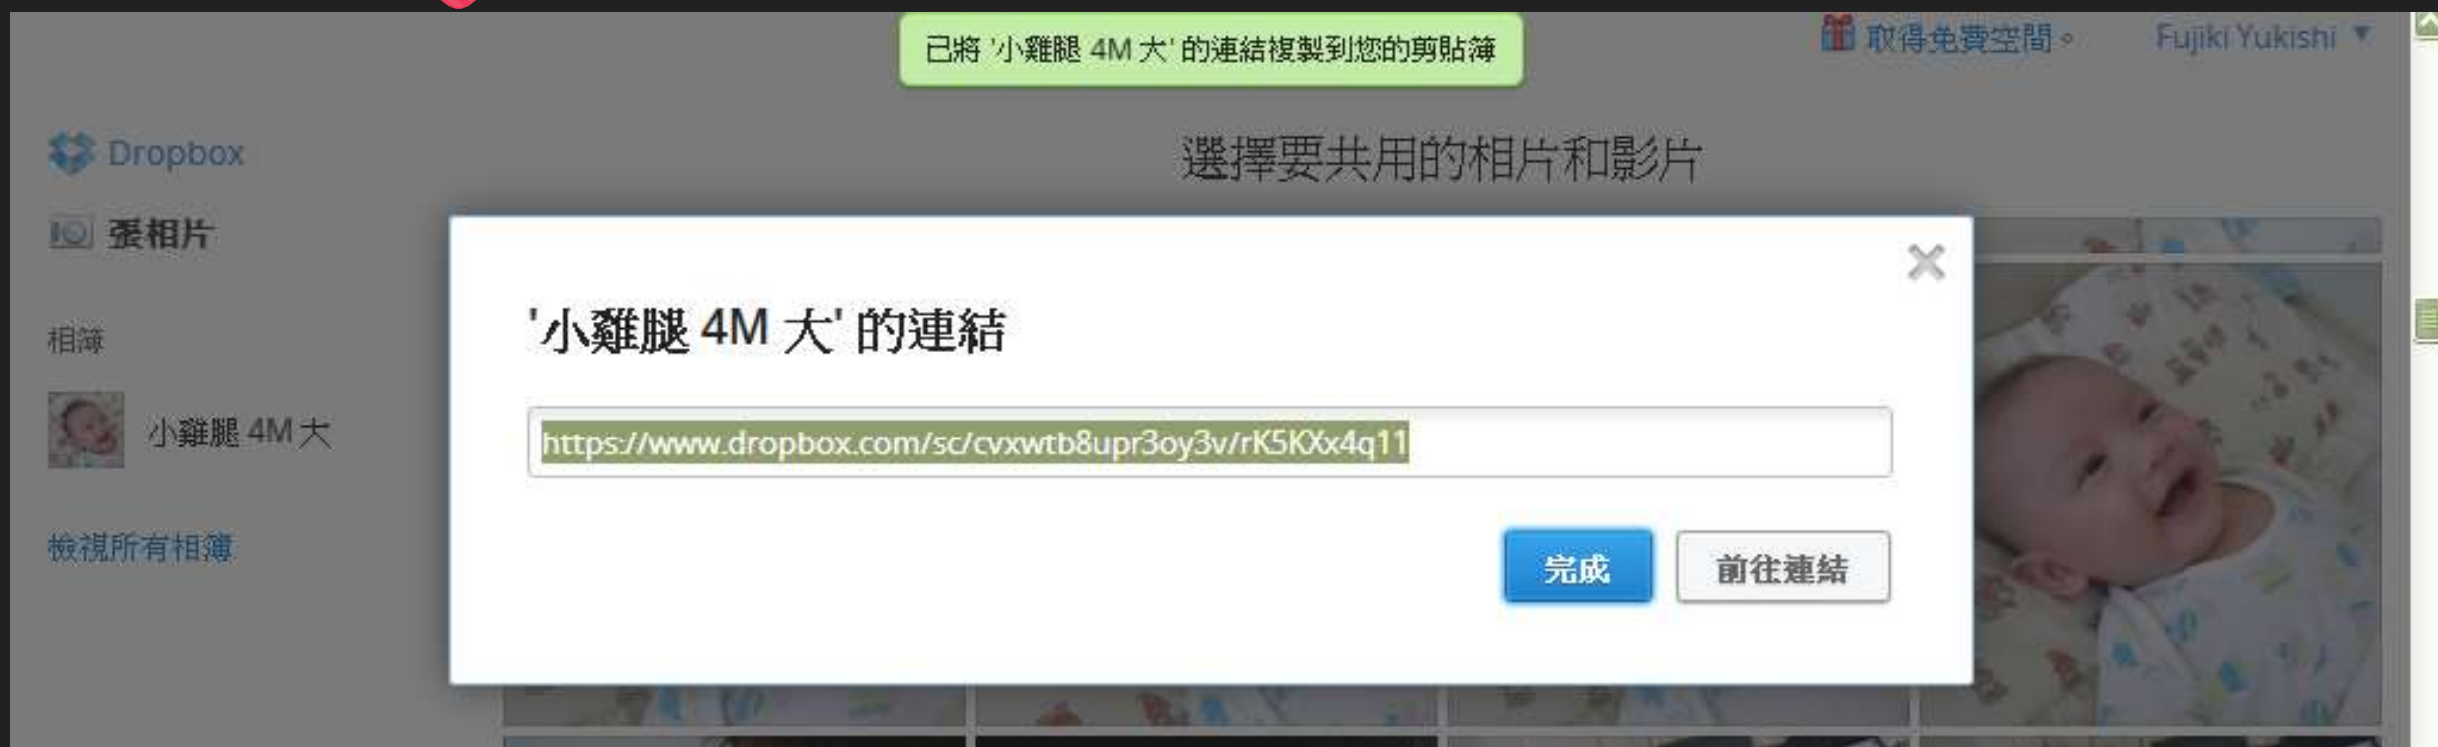 已將 '小雞腿 4M 大' 的連結複製到您的剪貼簿
取得免費空間。
Fujiki Yukishi
Dropbox
選擇要共用的相片和影片
張相片
'小雞腿 4M 大' 的連結
相簿
小雞腿 4M 大
https://www.dropbox.com/sc/cvxwtb8upr3oy3v/rK5KXx4q11
檢視所有相簿
完成
前往連結